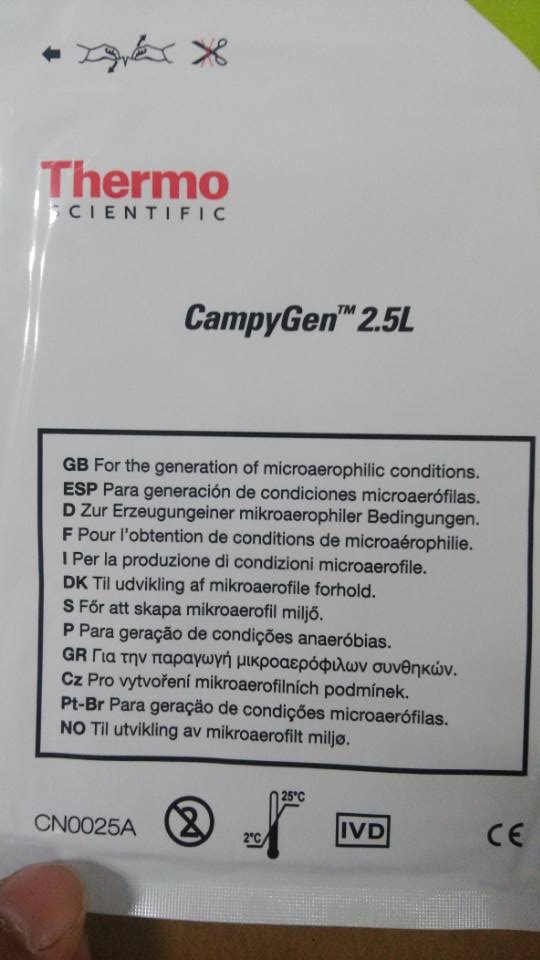 Thermo
SCIENTIFIC
CampyGen™ 2.5L
GB For the generation of microaerophilic conditions.
ESP Para generación de condiciones microaerófilas.
D Zur Erzeugungeiner mikroaerophiler Bedingungen.
F Pour l'obtention de conditions de microaérophilie.
I Per la produzione di condizioni microaerofile.
DK Til udvikling af mikroaerofile forhold.
S Főr att skapa mikroaerofil miljő.
P Para geração de condições anaeróbias.
GR Για την παραγωγή μικροαερόφιλων συνθηκών.
Cz Pro vytvoření mikroaerofilních podmínek.
Pt-Br Para geraçäo de condiçőes microaerófilas.
NO Til utvikling av mikroaerofilt miljø.
CN0025A
2
2°C
25°C
IVD
CE